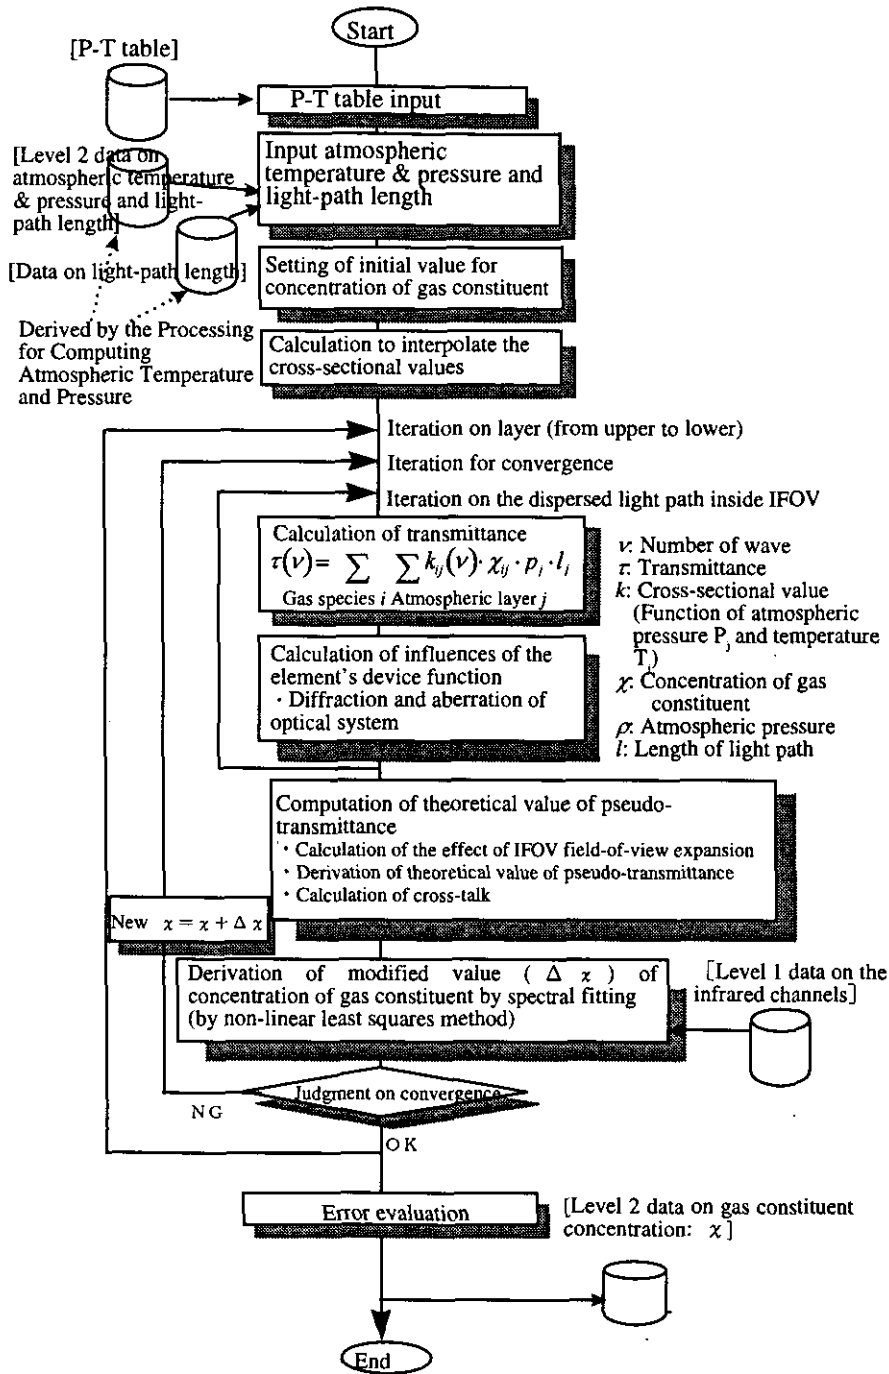 Start
[P-T table]
P-T table input
[Level 2 data on
atmospheric temperature
& pressure and light-
path length]
Input atmospheric
temperature & pressure and
light-path length
[Data on light-path length]
Setting of initial value for
concentration of gas constituent
Derived by the Processing
for Computing
Atmospheric Temperature
and Pressure
Calculation to interpolate the
cross-sectional values
Iteration on layer (from upper to lower)
Iteration for convergence
Iteration on the dispersed light path inside IFOV
Calculation of transmittance
τ(ν) = Σ Σ k_ij(ν) · χ_ij · p_j · l_j
Gas species i Atmospheric layer j
ν: Number of wave
τ: Transmittance
k: Cross-sectional value
(Function of atmospheric
pressure P_j and temperature
T_j)
χ: Concentration of gas
constituent
ρ: Atmospheric pressure
l: Length of light path
Calculation of influences of the
element's device function
・Diffraction and aberration of
optical system
Computation of theoretical value of pseudo-
transmittance
・Calculation of the effect of IFOV field-of-view expansion
・Derivation of theoretical value of pseudo-transmittance
・Calculation of cross-talk
New χ = χ + Δ χ
Derivation of modified value ( Δ χ ) of
concentration of gas constituent by spectral fitting
(by non-linear least squares method)
[Level 1 data on the
infrared channels]
Judgment on convergence
NG
OK
Error evaluation
[Level 2 data on gas constituent
concentration: χ ]
End